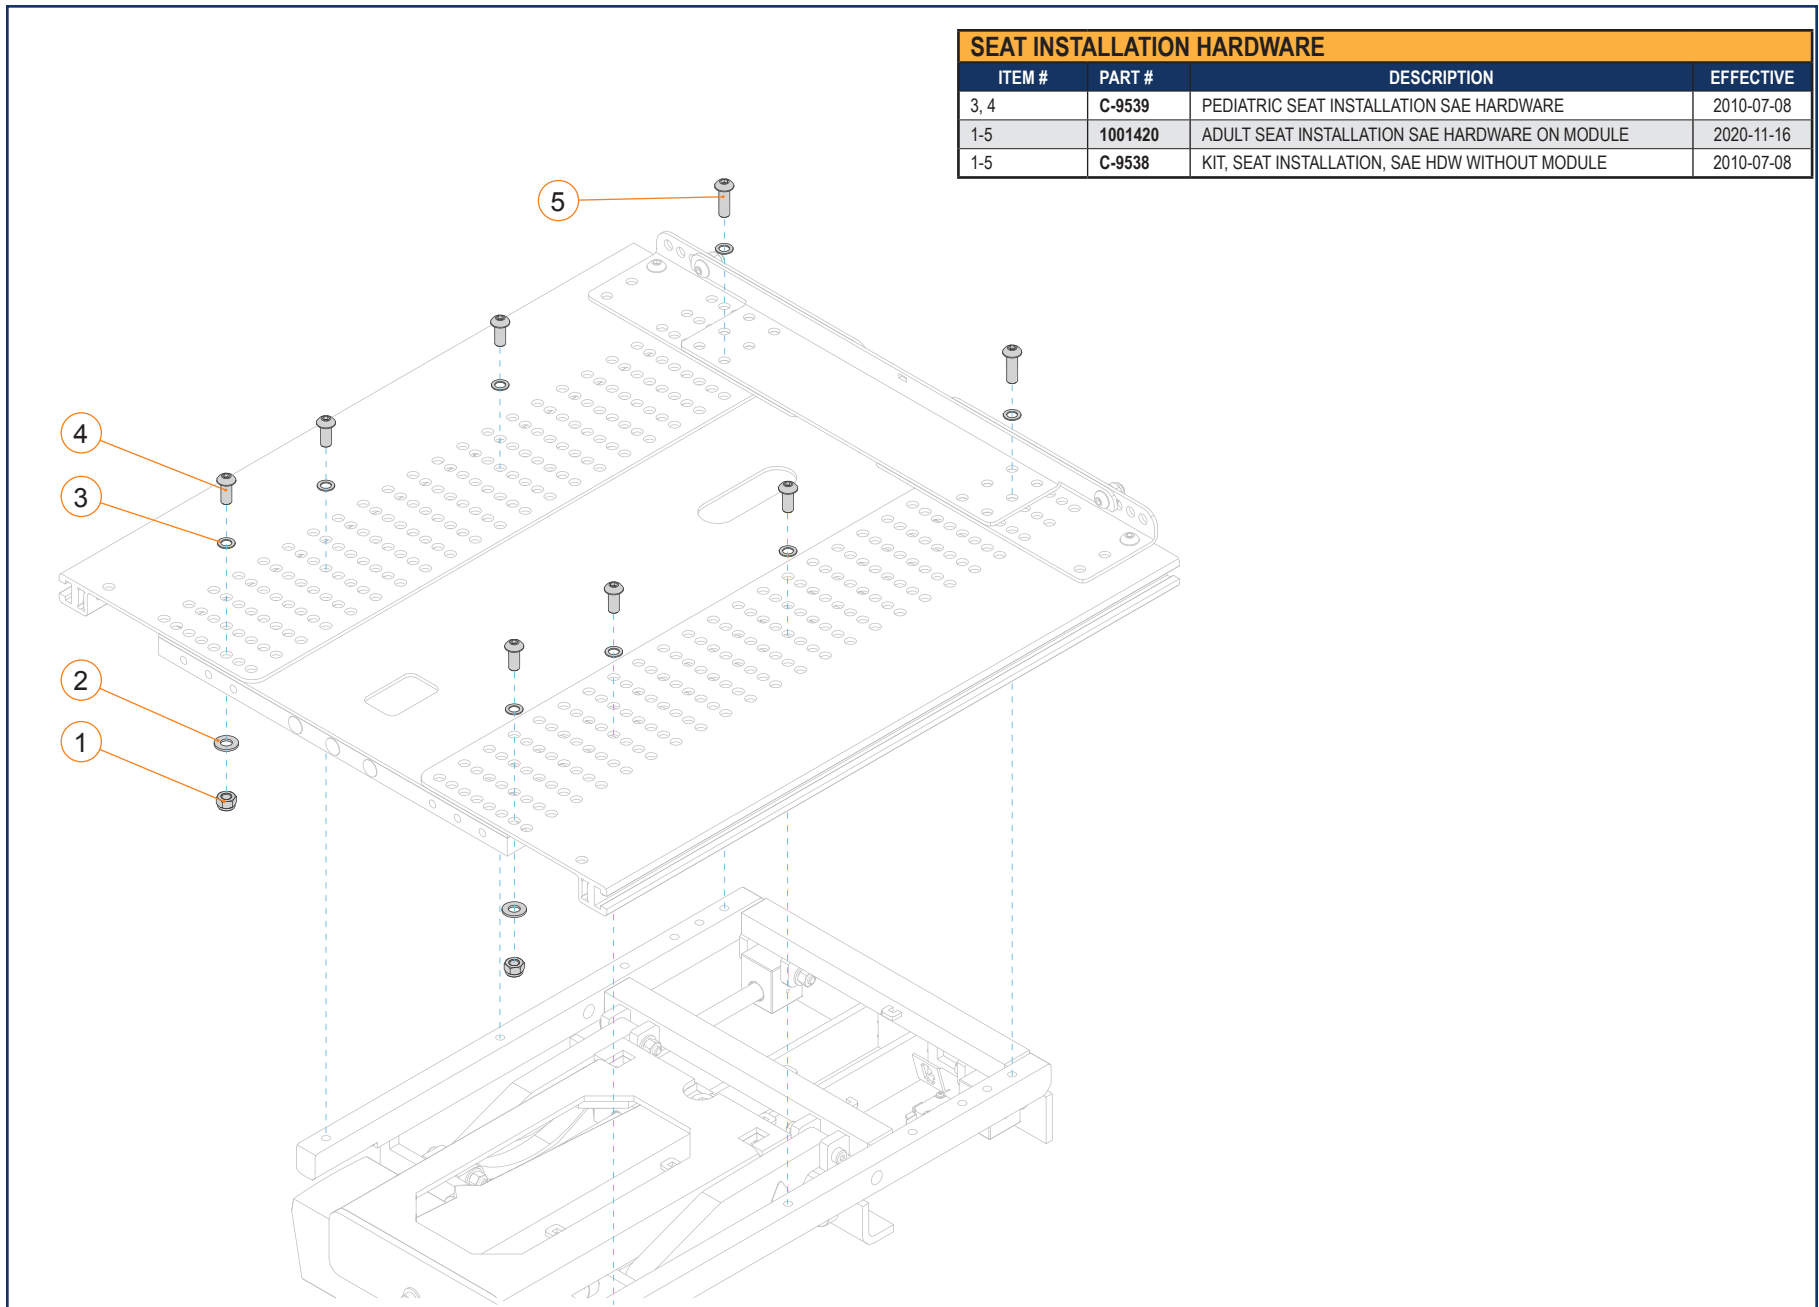 SEAT INSTALLATION HARDWARE
ITEM # PART # DESCRIPTION EFFECTIVE
3, 4 C-9539 PEDIATRIC SEAT INSTALLATION SAE HARDWARE 2010-07-08
1-5 1001420 ADULT SEAT INSTALLATION SAE HARDWARE ON MODULE 2020-11-16
1-5 C-9538 KIT, SEAT INSTALLATION, SAE HDW WITHOUT MODULE 2010-07-08
5
4
3
2
1